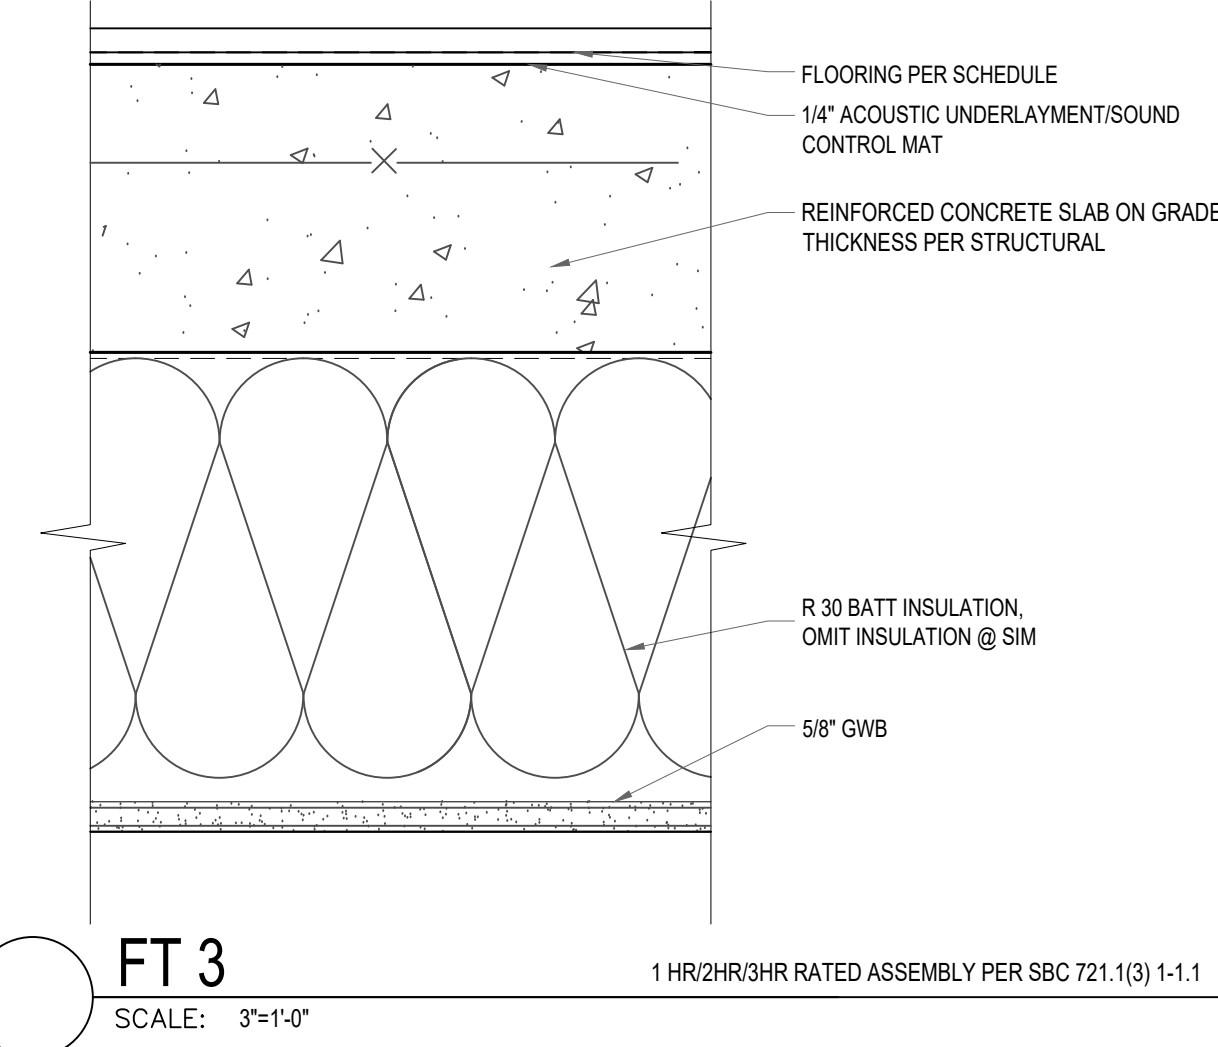 FLOORING PER SCHEDULE
1/4" ACOUSTIC UNDERLAYMENT/SOUND
CONTROL MAT
REINFORCED CONCRETE SLAB ON GRADE
THICKNESS PER STRUCTURAL
R 30 BATT INSULATION,
OMIT INSULATION @ SIM
5/8" GWB
FT 3
1 HR/2HR/3HR RATED ASSEMBLY PER SBC 721.1(3) 1-1.1
SCALE: 3"=1'-0"